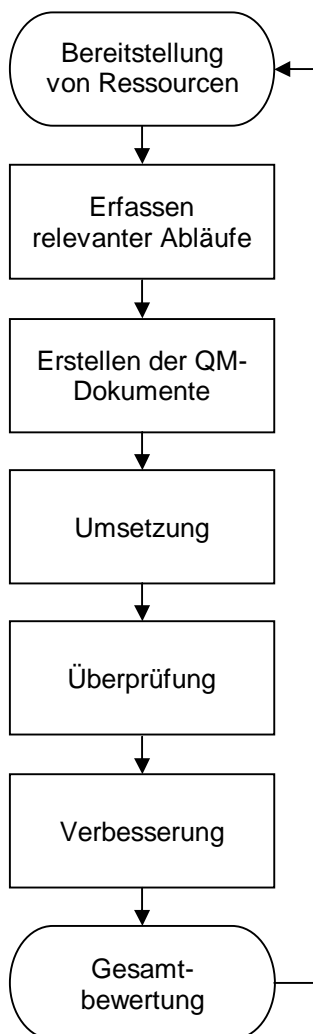 Bereitstellung
von Ressourcen
Erfassen
relevanter Abläufe
Erstellen der QM-
Dokumente
Umsetzung
Überprüfung
Verbesserung
Gesamt-
bewertung